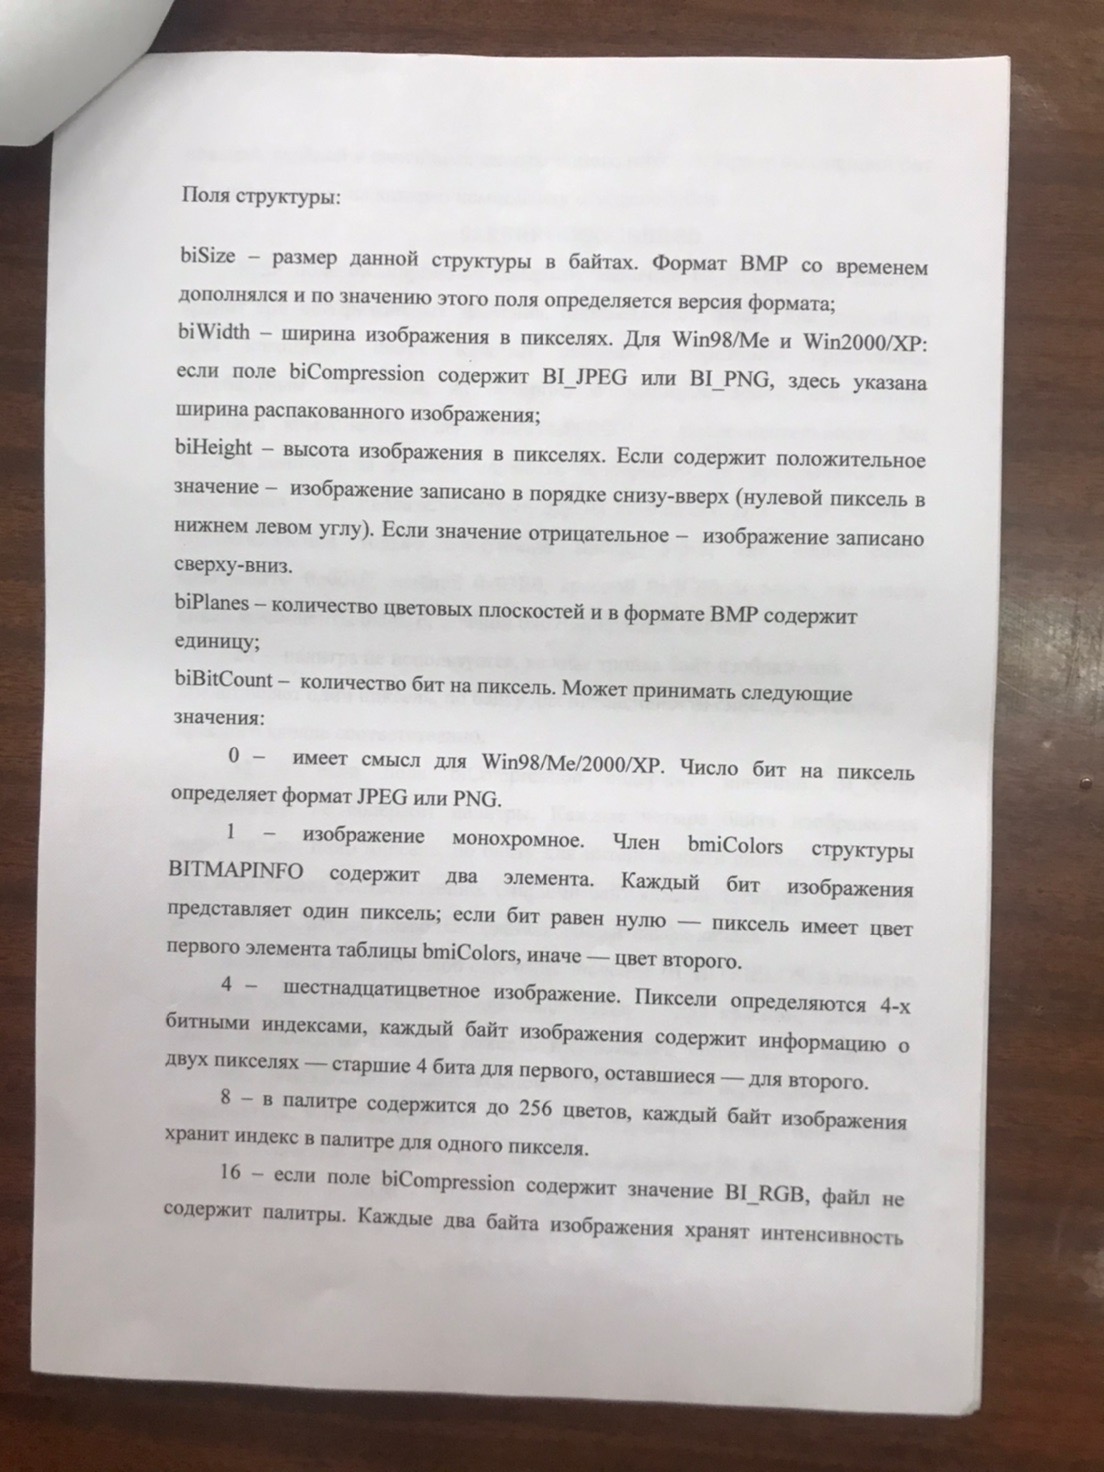 Поля структуры:
biSize – размер данной структуры в байтах. Формат BMP со временем
дополнялся и по значению этого поля определяется версия формата;
biWidth – ширина изображения в пикселях. Для Win98/Me и Win2000/XP:
если поле biCompression содержит BI_JPEG или BI_PNG, здесь указана
ширина распакованного изображения;
biHeight – высота изображения в пикселях. Если содержит положительное
значение – изображение записано в порядке снизу-вверх (нулевой пиксель в
нижнем левом углу). Если значение отрицательное – изображение записано
сверху-вниз.
biPlanes – количество цветовых плоскостей и в формате BMP содержит
единицу;
biBitCount – количество бит на пиксель. Может принимать следующие
значения:
0 – имеет смысл для Win98/Me/2000/XP. Число бит на пиксель
определяет формат JPEG или PNG.
1 – изображение монохромное. Член bmiColors структуры
BITMAPINFO содержит два элемента. Каждый бит изображения
представляет один пиксель; если бит равен нулю — пиксель имеет цвет
первого элемента таблицы bmiColors, иначе — цвет второго.
4 – шестнадцатицветное изображение. Пиксели определяются 4-х
битными индексами, каждый байт изображения содержит информацию о
двух пикселях — старшие 4 бита для первого, оставшиеся — для второго.
8 – в палитре содержится до 256 цветов, каждый байт изображения
хранит индекс в палитре для одного пикселя.
16 – если поле biCompression содержит значение BI_RGB, файл не
содержит палитры. Каждые два байта изображения хранят интенсивность